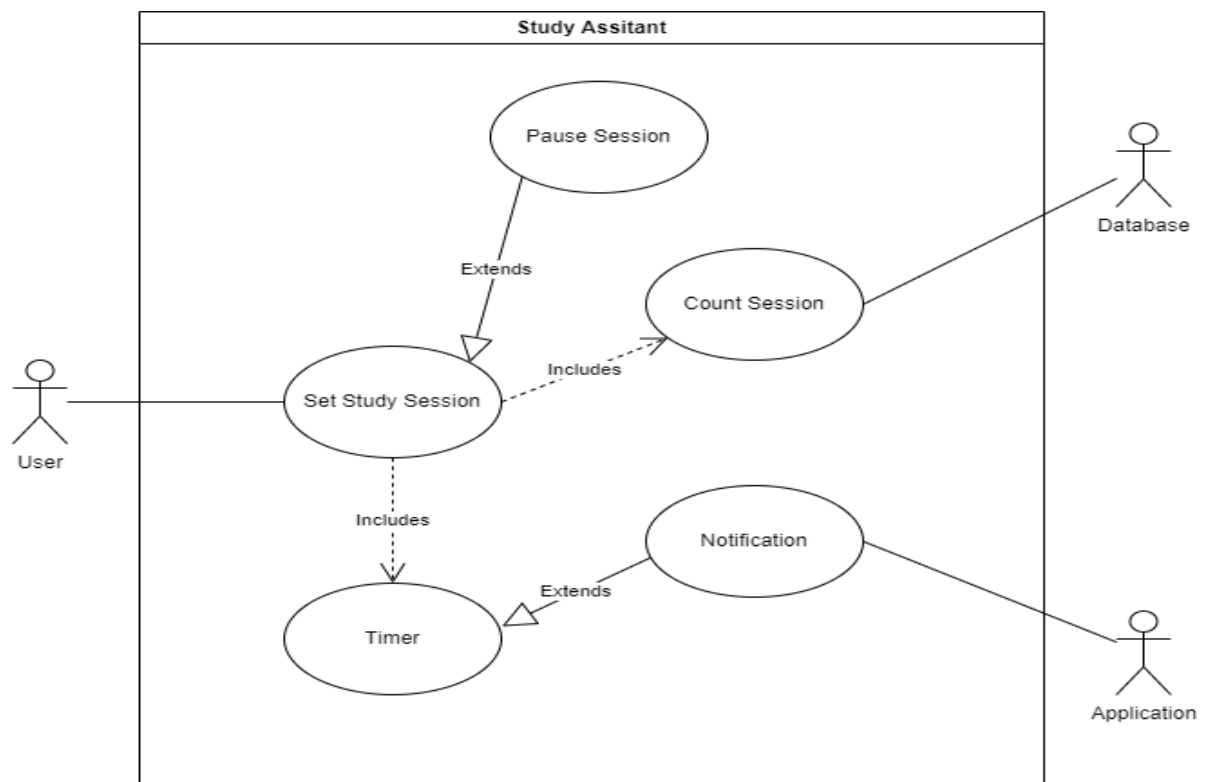 Study Assitant
Pause Session
Database
Extends
Count Session
Includes
Set Study Session
User
Includes
Notification
Extends
Timer
Application